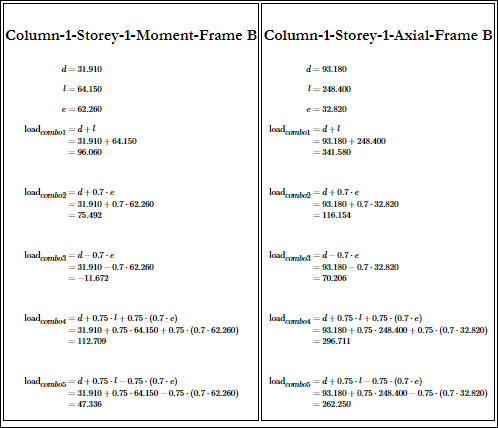 Column-1-Storey-1-Moment-Frame B
d = 31.910
l = 64.150
e = 62.260
load_combo1 = d + l
= 31.910 + 64.150
= 96.060
load_combo2 = d + 0.7 · e
= 31.910 + 0.7 · 62.260
= 75.492
load_combo3 = d − 0.7 · e
= 31.910 − 0.7 · 62.260
= −11.672
load_combo4 = d + 0.75 · l + 0.75 · (0.7 · e)
= 31.910 + 0.75 · 64.150 + 0.75 · (0.7 · 62.260)
= 112.709
load_combo5 = d + 0.75 · l − 0.75 · (0.7 · e)
= 31.910 + 0.75 · 64.150 − 0.75 · (0.7 · 62.260)
= 47.336
Column-1-Storey-1-Axial-Frame B
d = 93.180
l = 248.400
e = 32.820
load_combo1 = d + l
= 93.180 + 248.400
= 341.580
load_combo2 = d + 0.7 · e
= 93.180 + 0.7 · 32.820
= 116.154
load_combo3 = d − 0.7 · e
= 93.180 − 0.7 · 32.820
= 70.206
load_combo4 = d + 0.75 · l + 0.75 · (0.7 · e)
= 93.180 + 0.75 · 248.400 + 0.75 · (0.7 · 32.820)
= 296.711
load_combo5 = d + 0.75 · l − 0.75 · (0.7 · e)
= 93.180 + 0.75 · 248.400 − 0.75 · (0.7 · 32.820)
= 262.250